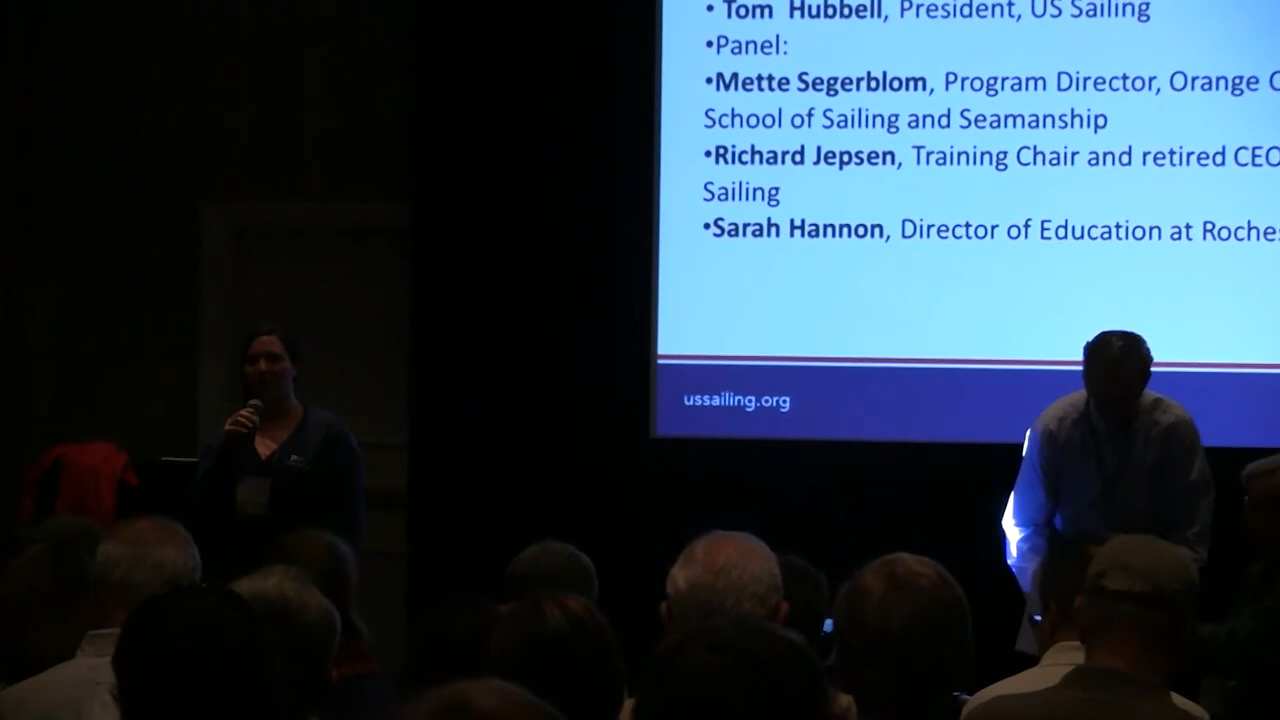 • Tom Hubbell, President, US Sailing
•Panel:
•Mette Segerblom, Program Director, Orange
School of Sailing and Seamanship
•Richard Jepsen, Training Chair and retired CEO
Sailing
•Sarah Hannon, Director of Education at
ussailing.org